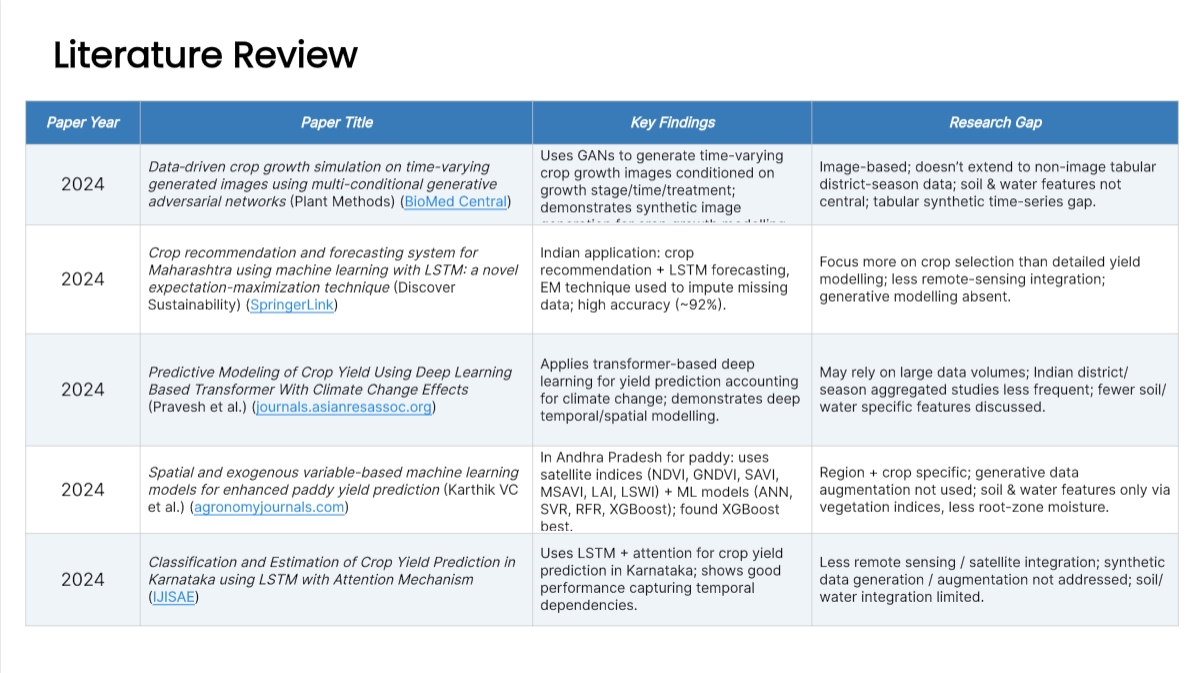 Literature Review
Paper Year
Paper Title
Key Findings
Research Gap
2024
Data-driven crop growth simulation on time-varying
generated images using multi-conditional generative
adversarial networks (Plant Methods) (BioMed Central)
Uses GANs to generate time-varying
crop growth images conditioned on
growth stage/time/treatment;
demonstrates synthetic image
Image-based; doesn’t extend to non-image tabular
district-season data; soil & water features not
central; tabular synthetic time-series gap.
2024
Crop recommendation and forecasting system for
Maharashtra using machine learning with LSTM: a novel
expectation-maximization technique (Discover
Sustainability) (SpringerLink)
Indian application: crop
recommendation + LSTM forecasting,
EM technique used to impute missing
data; high accuracy (~92%).
Focus more on crop selection than detailed yield
modelling; less remote-sensing integration;
generative modelling absent.
2024
Predictive Modeling of Crop Yield Using Deep Learning
Based Transformer With Climate Change Effects
(Pravesh et al.) (journals.asianresassoc.org)
Applies transformer-based deep
learning for yield prediction accounting
for climate change; demonstrates deep
temporal/spatial modelling.
May rely on large data volumes; Indian district/
season aggregated studies less frequent; fewer soil/
water specific features discussed.
2024
Spatial and exogenous variable-based machine learning
models for enhanced paddy yield prediction (Karthik VC
et al.) (agronomyjournals.com)
In Andhra Pradesh for paddy: uses
satellite indices (NDVI, GNDVI, SAVI,
MSAVI, LAI, LSWI) + ML models (ANN,
SVR, RFR, XGBoost); found XGBoost
best.
Region + crop specific; generative data
augmentation not used; soil & water features only via
vegetation indices, less root-zone moisture.
2024
Classification and Estimation of Crop Yield Prediction in
Karnataka using LSTM with Attention Mechanism
(IJISAE)
Uses LSTM + attention for crop yield
prediction in Karnataka; shows good
performance capturing temporal
dependencies.
Less remote sensing / satellite integration; synthetic
data generation / augmentation not addressed; soil/
water integration limited.